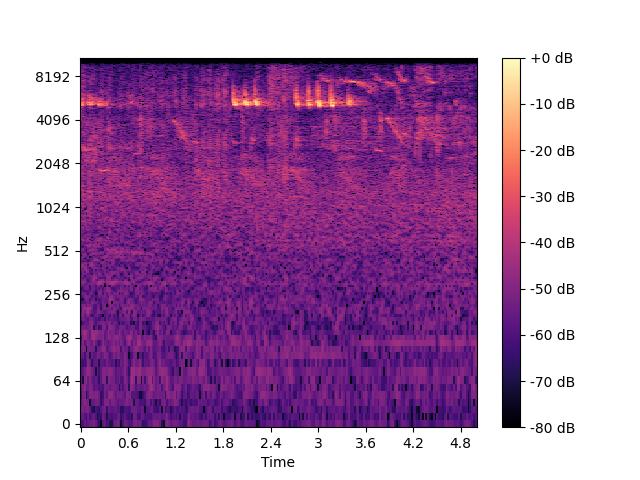 8192
4096
2048
1024
512
256
128
64
0
Hz
0 0.6 1.2 1.8 2.4 3 3.6 4.2 4.8
Time
+0 dB
-10 dB
-20 dB
-30 dB
-40 dB
-50 dB
-60 dB
-70 dB
-80 dB